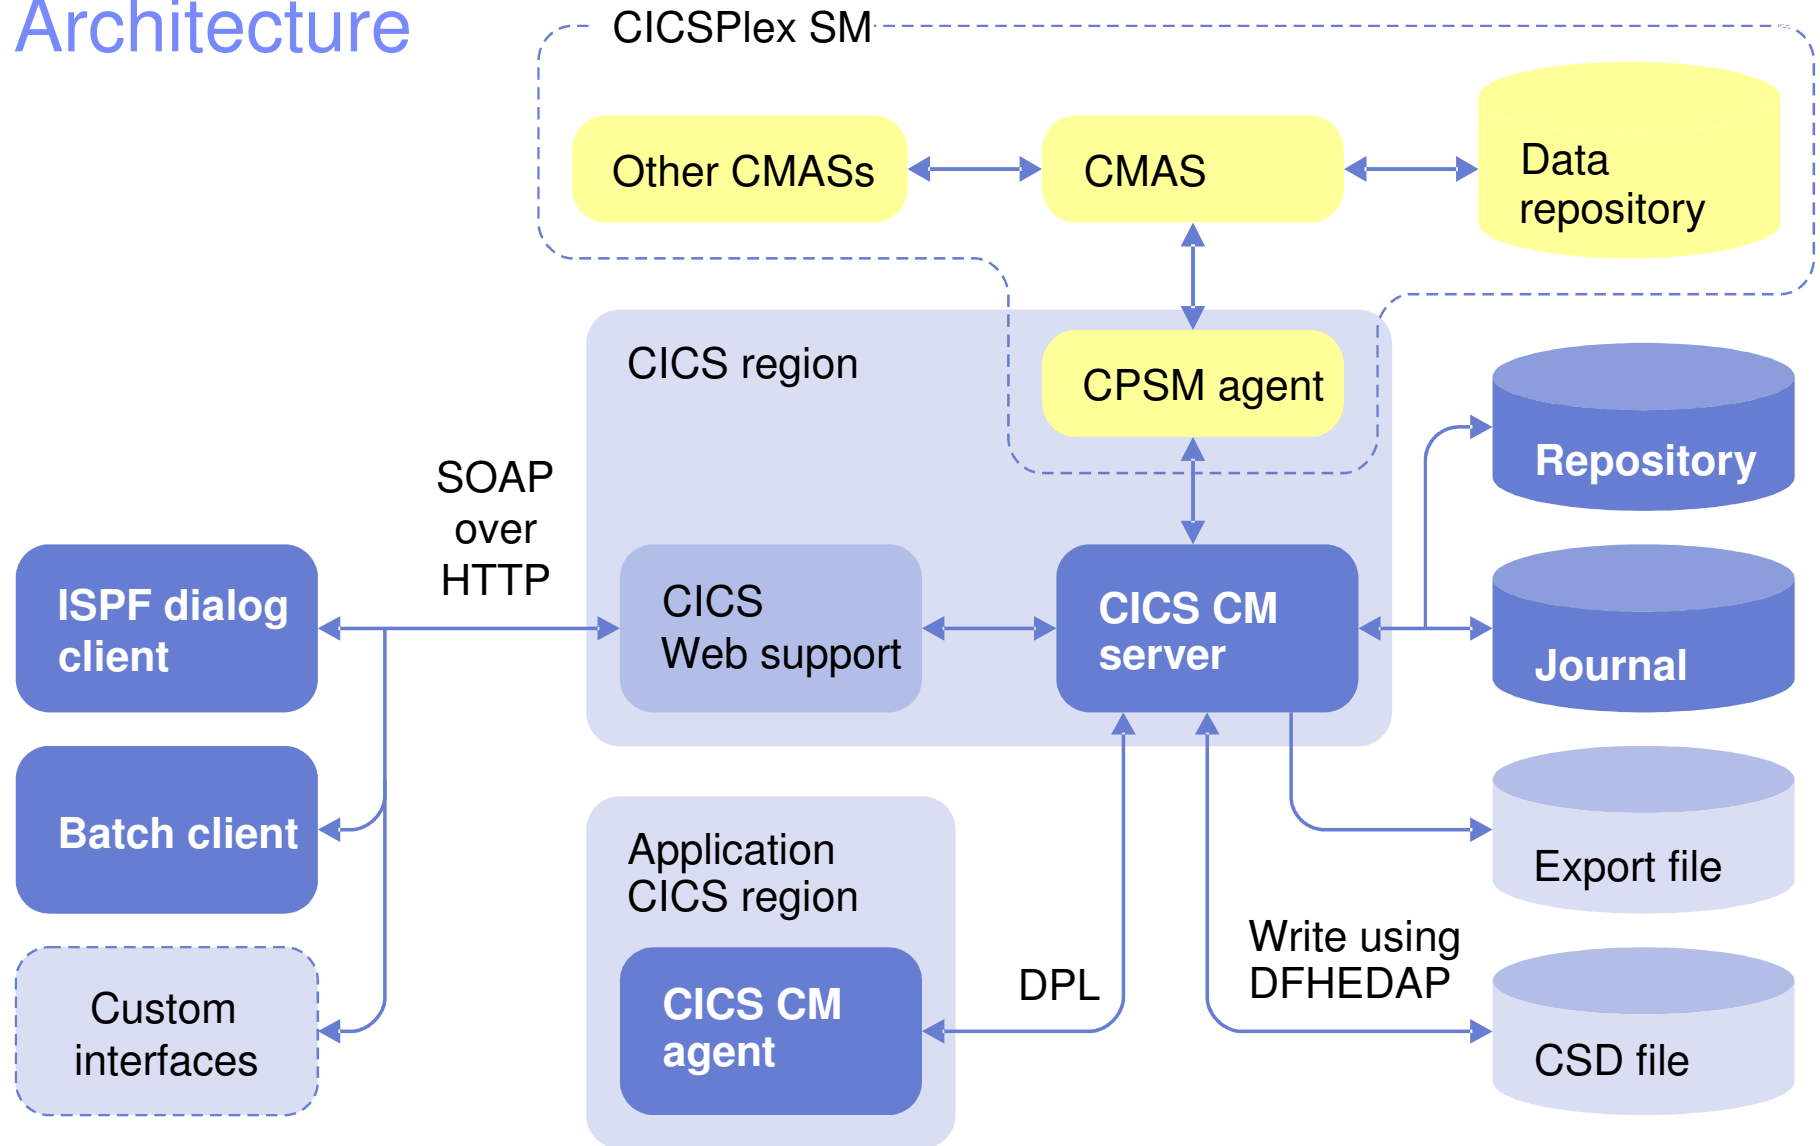 Architecture
CICSPlex SM
Other CMASs
CMAS
Data
repository
CICS region
CPSM agent
Repository
SOAP
over
HTTP
ISPF dialog
client
CICS
Web support
CICS CM
server
Journal
Batch client
Application
CICS region
Export file
Write using
DFHEDAP
DPL
Custom
interfaces
CICS CM
agent
CSD file